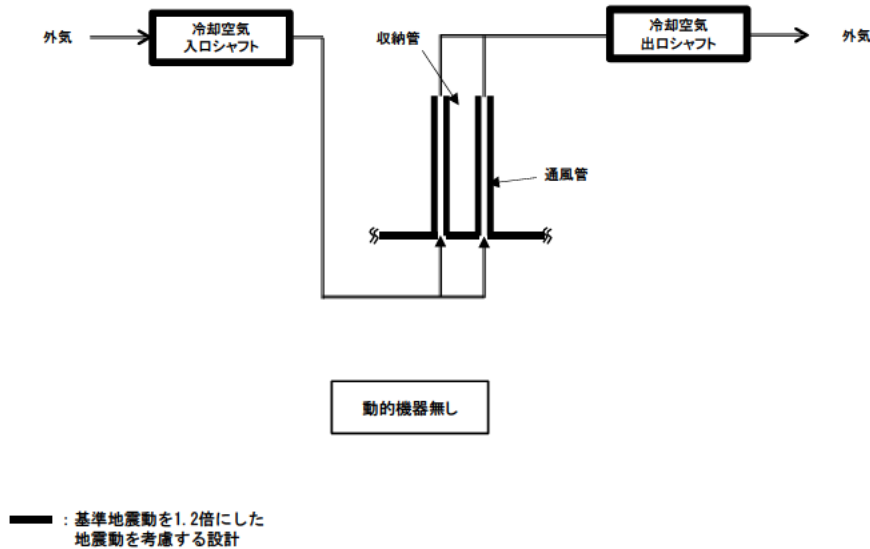 外気
冷却空気
入口シャフト
収納管
冷却空気
出口シャフト
外気
通風管
動的機器無し
：基準地震動を1.2倍にした
地震動を考慮する設計